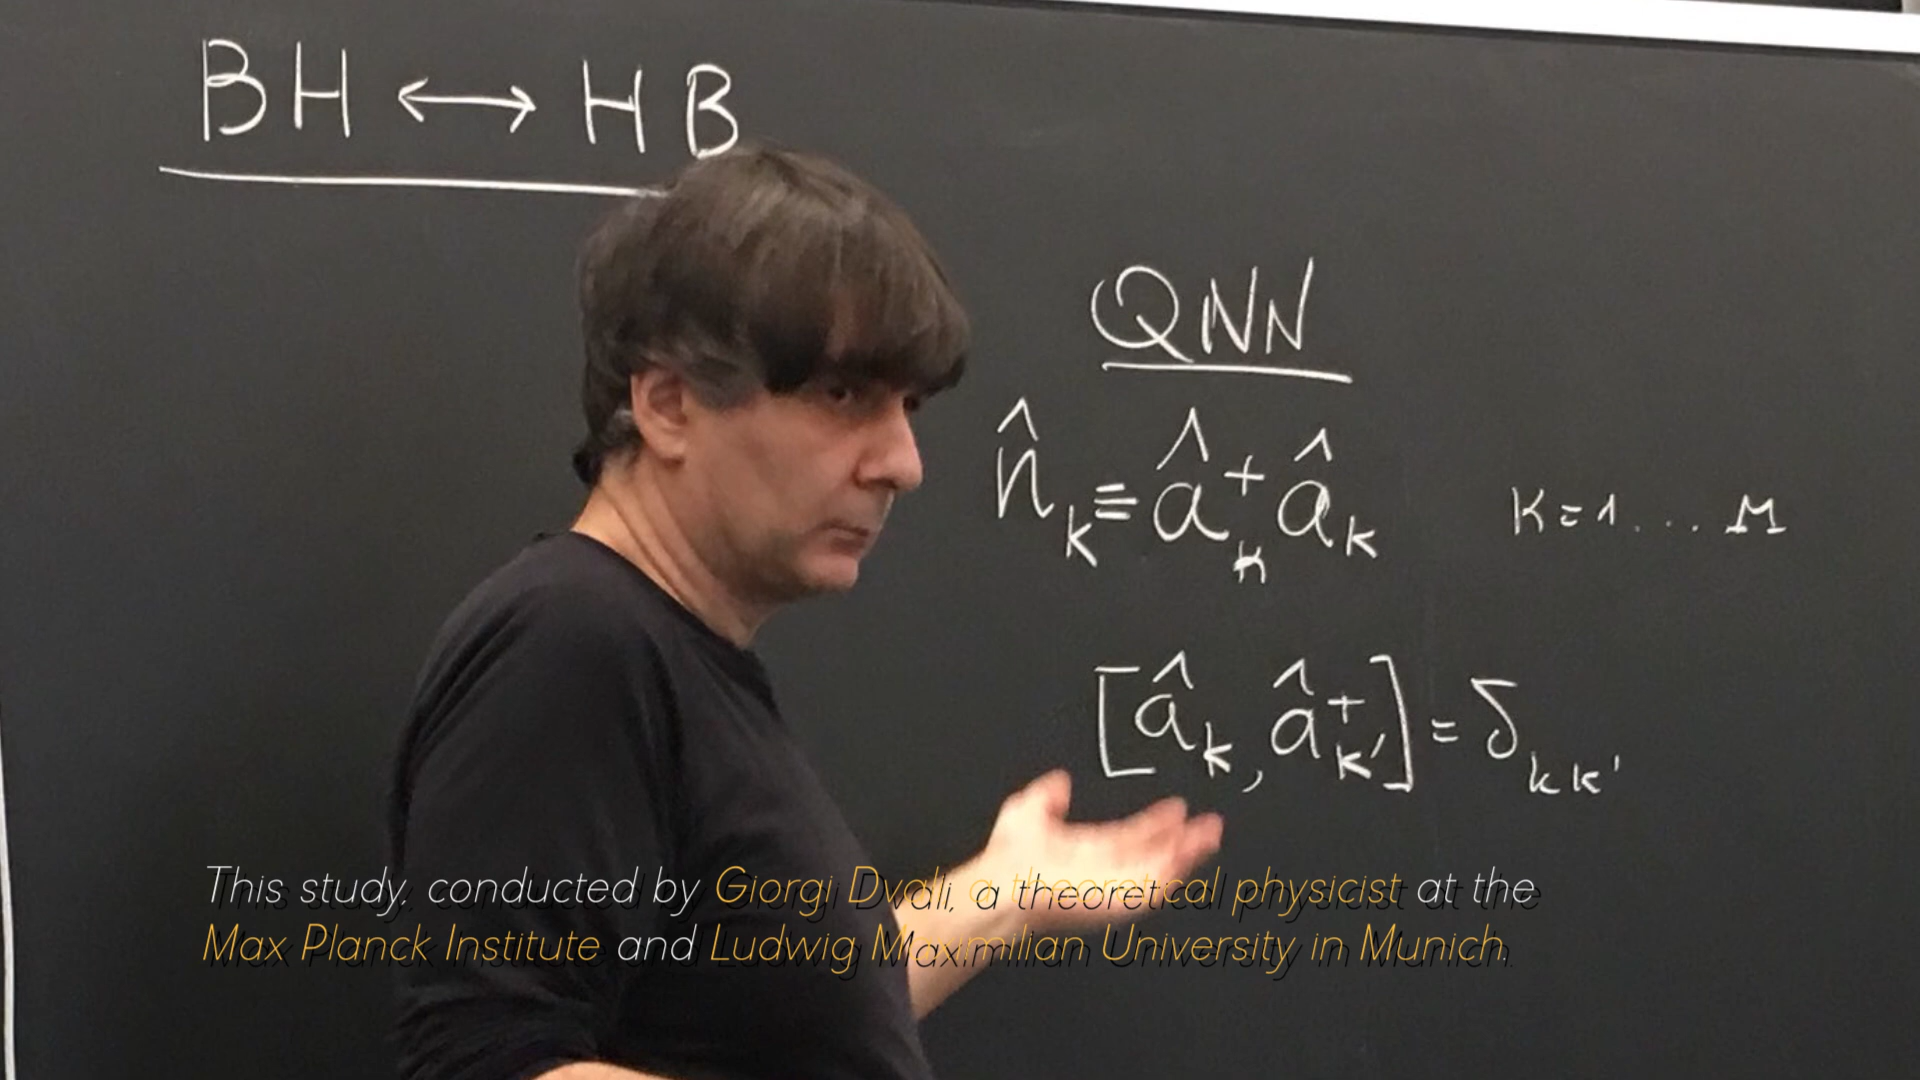 BH ↔ HB
QNN
n̂ₖ ≡ â⁺ₖ âₖ K = 1 . . . . M
[âₖ, â⁺ₖ'] = δₖₖ'
This study, conducted by Giorgi Dvali, a theoretical physicist at the
Max Planck Institute and Ludwig Maximilian University in Munich.